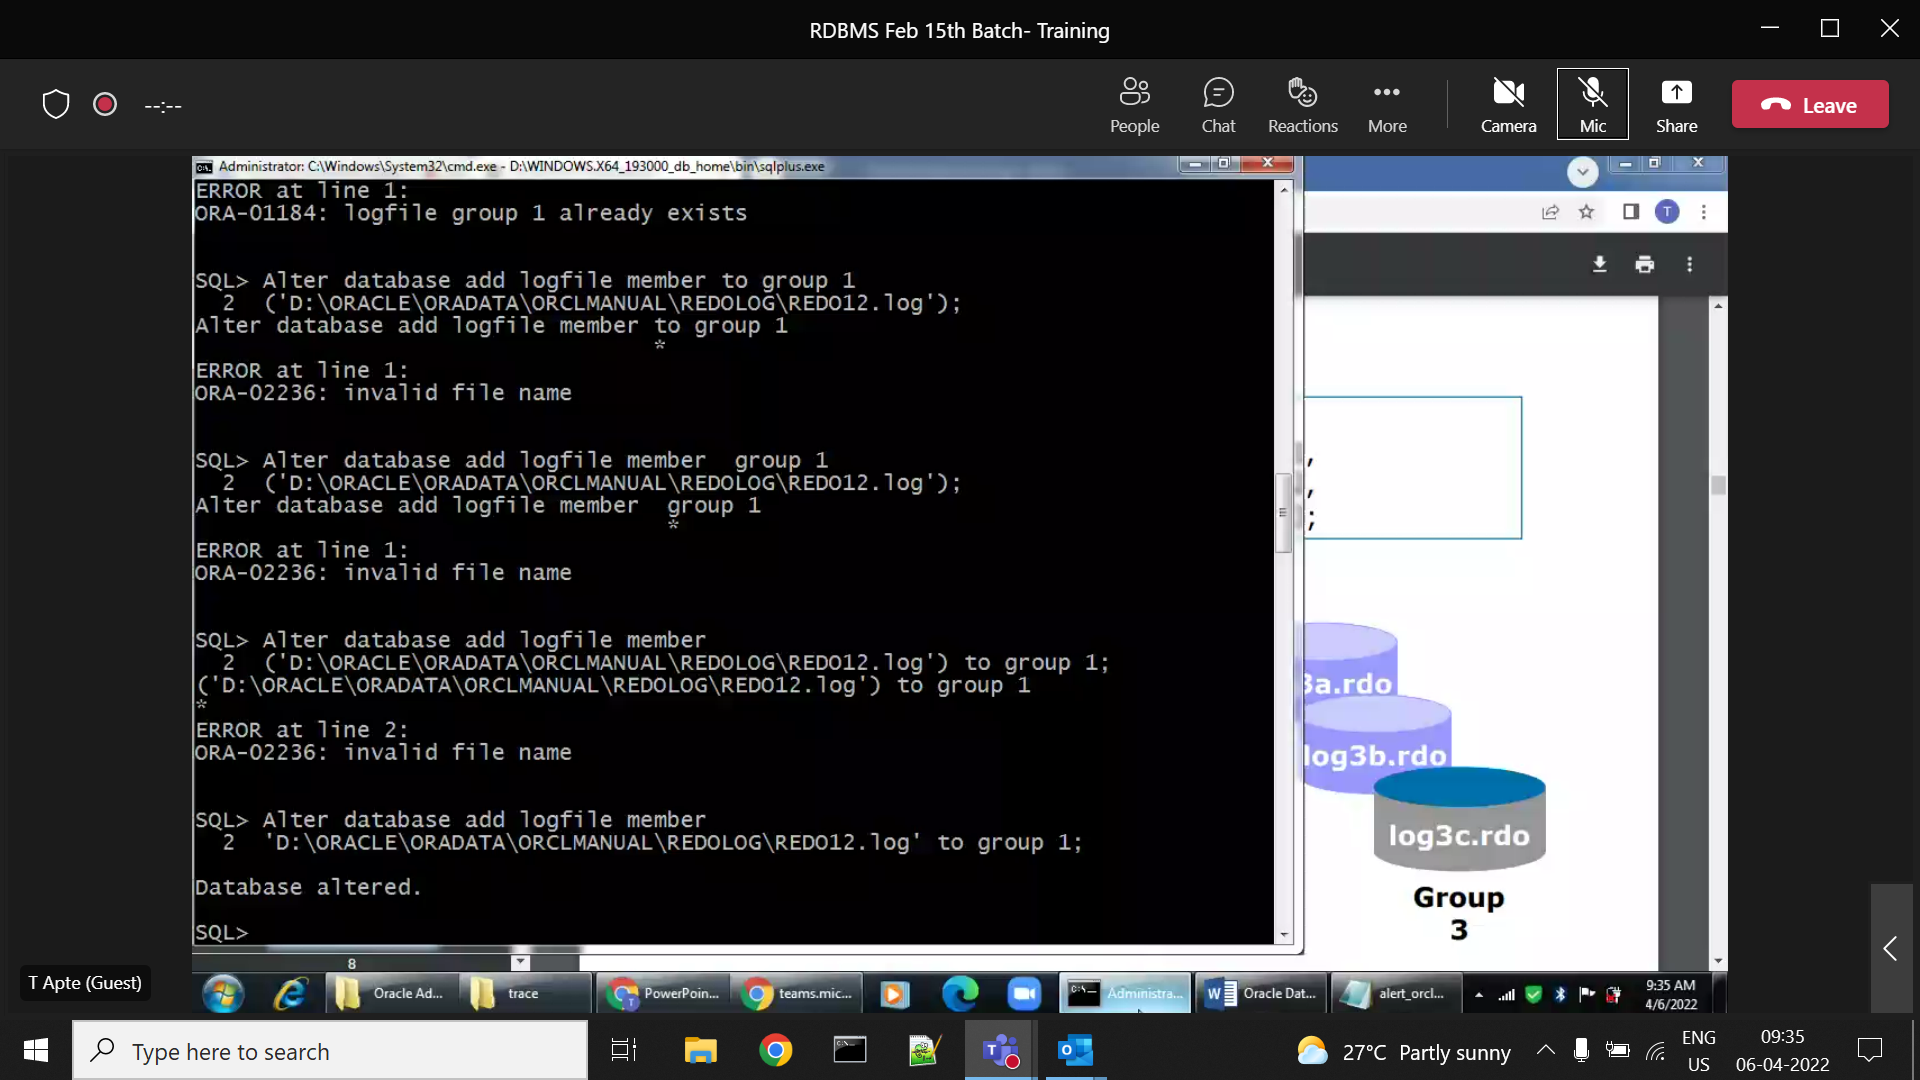 RDBMS Feb 15th Batch- Training
--:--
People
Chat
Reactions
More
Camera
Mic
Share
Leave
Administrator: C:\Windows\System32\cmd.exe - D:\WINDOWS.X64_193000_db_home\bin\sqlplus.exe
ERROR at line 1:
ORA-01184: logfile group 1 already exists
SQL> Alter database add logfile member to group 1
2 ('D:\ORACLE\ORADATA\ORCLMANUAL\REDOLOG\REDO12.log');
Alter database add logfile member to group 1
*
ERROR at line 1:
ORA-02236: invalid file name
SQL> Alter database add logfile member  group 1
2 ('D:\ORACLE\ORADATA\ORCLMANUAL\REDOLOG\REDO12.log');
Alter database add logfile member  group 1
*
ERROR at line 1:
ORA-02236: invalid file name
SQL> Alter database add logfile member
2 ('D:\ORACLE\ORADATA\ORCLMANUAL\REDOLOG\REDO12.log') to group 1;
('D:\ORACLE\ORADATA\ORCLMANUAL\REDOLOG\REDO12.log') to group 1
*
ERROR at line 2:
ORA-02236: invalid file name
SQL> Alter database add logfile member
2 'D:\ORACLE\ORADATA\ORCLMANUAL\REDOLOG\REDO12.log' to group 1;
Database altered.
SQL>
T
,
,
;
3a.rdo
log3b.rdo
log3c.rdo
Group
3
8
T Apte (Guest)
Oracle Ad...
trace
PowerPoin...
teams.mic...
Administra...
Oracle Dat...
alert_orcl...
9:35 AM
4/6/2022
Type here to search
27°C Partly sunny
ENG
US
09:35
06-04-2022